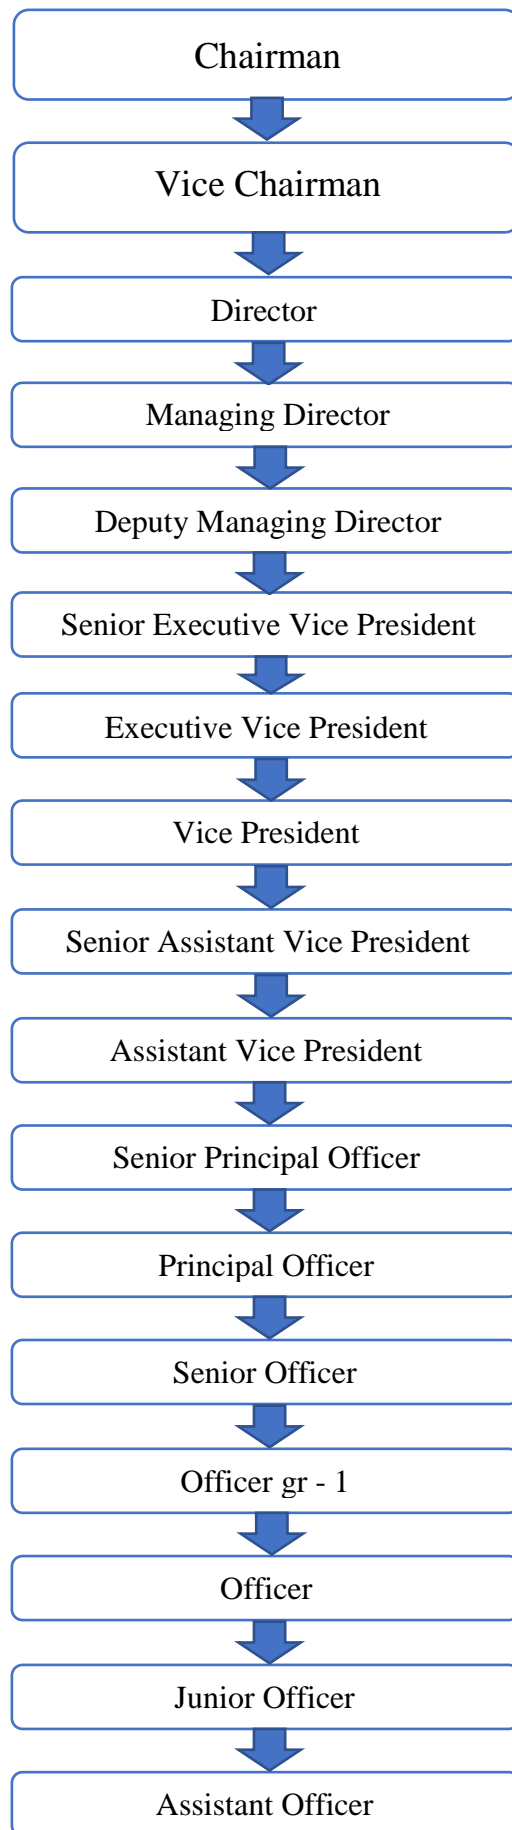 Chairman
Vice Chairman
Director
Managing Director
Deputy Managing Director
Senior Executive Vice President
Executive Vice President
Vice President
Senior Assistant Vice President
Assistant Vice President
Senior Principal Officer
Principal Officer
Senior Officer
Officer gr - 1
Officer
Junior Officer
Assistant Officer